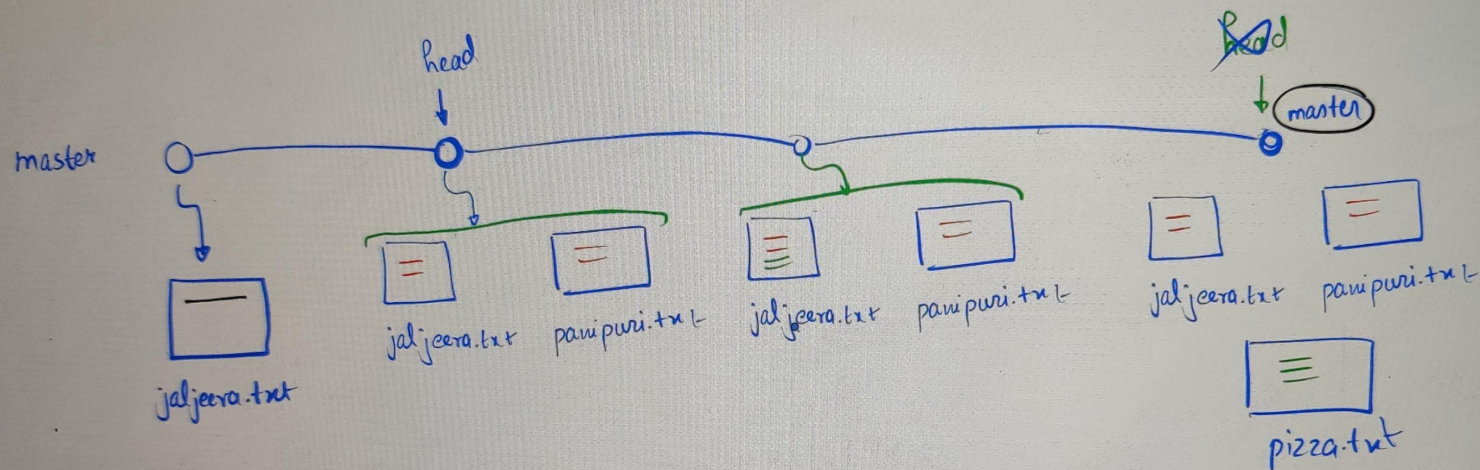 head
head
master
master
jaljeera.txt
jaljeera.txt
panipuri.txt
jaljeera.txt
panipuri.txt
jaljeera.txt
panipuri.txt
pizza.txt